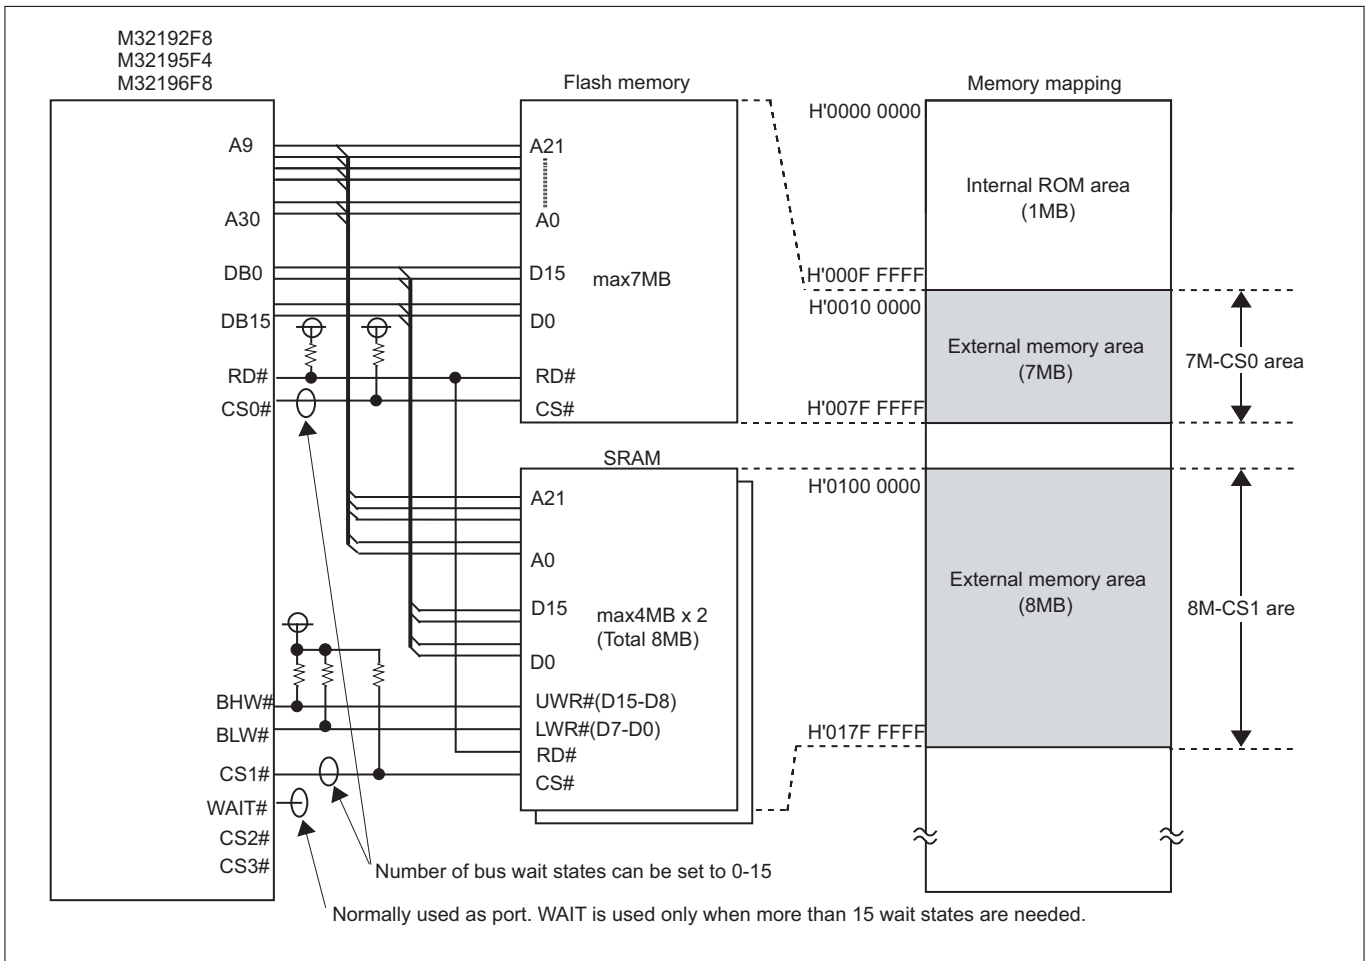 M32192F8
M32195F4
M32196F8
A9
A30
DB0
DB15
RD#
CS0#
BHW#
BLW#
CS1#
WAIT#
CS2#
CS3#
Flash memory
A21
A0
D15
max7MB
D0
RD#
CS#
SRAM
A21
A0
D15
max4MB x 2
(Total 8MB)
D0
UWR#(D15-D8)
LWR#(D7-D0)
RD#
CS#
Memory mapping
H'0000 0000
Internal ROM area
(1MB)
H'000F FFFF
H'0010 0000
External memory area
(7MB)
7M-CS0 area
H'007F FFFF
H'0100 0000
External memory area
(8MB)
8M-CS1 are
H'017F FFFF
Number of bus wait states can be set to 0-15
Normally used as port. WAIT is used only when more than 15 wait states are needed.